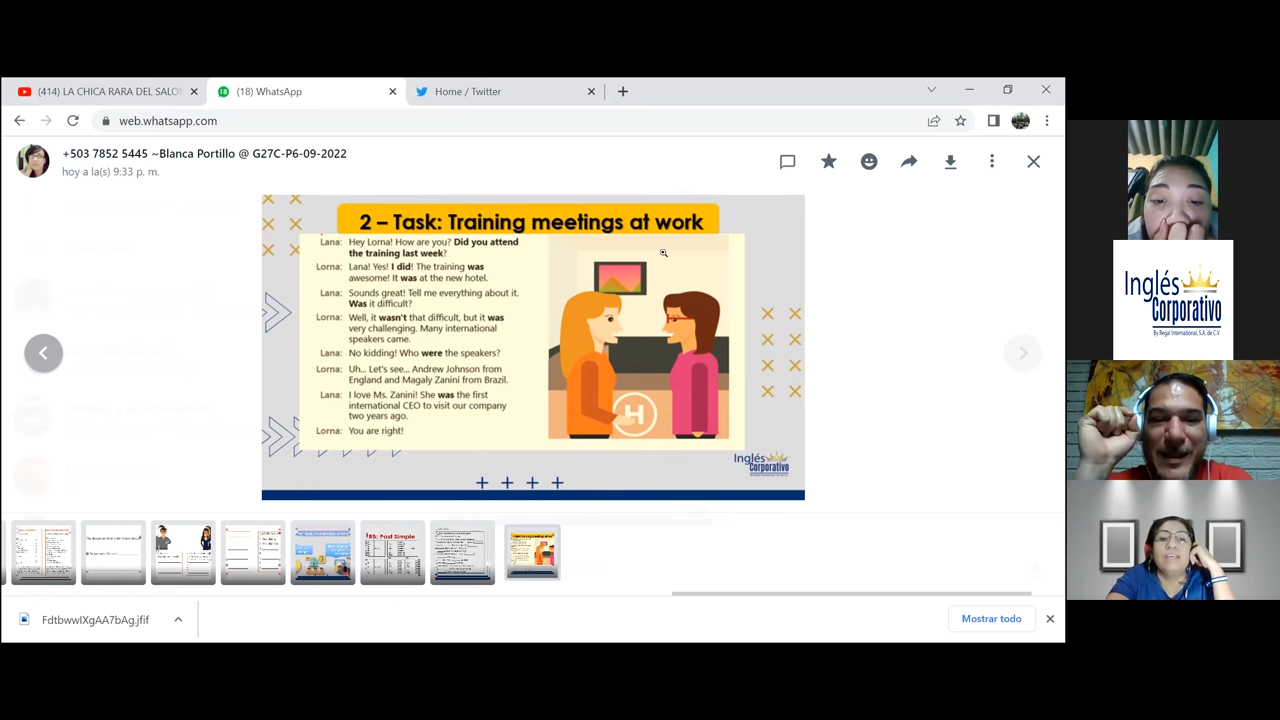 (414) LA CHICA RARA DEL SALO
(18) WhatsApp
Home / Twitter
web.whatsapp.com
+503 7852 5445 ~Blanca Portillo @ G27C-P6-09-2022
hoy a la(s) 9:33 p. m.
2 – Task: Training meetings at work
Lana: Hey Lorna! How are you? Did you attend
the training last week?
Lorna: Lana! Yes! I did! The training was
awesome! It was at the new hotel.
Lana: Sounds great! Tell me everything about it.
Was it difficult?
Lorna: Well, it wasn't that difficult, but it was
very challenging. Many international
speakers came.
Lana: No kidding! Who were the speakers?
Lorna: Uh... Let's see... Andrew Johnson from
England and Magaly Zanini from Brazil.
Lana: I love Ms. Zanini! She was the first
international CEO to visit our company
two years ago.
Lorna: You are right!
H
Inglés
Corporativo
Past Simple
FdtbwwIXgAA7bAg.jfif
Mostrar todo
Inglés
Corporativo
By Regal International, S.A. de C.V.